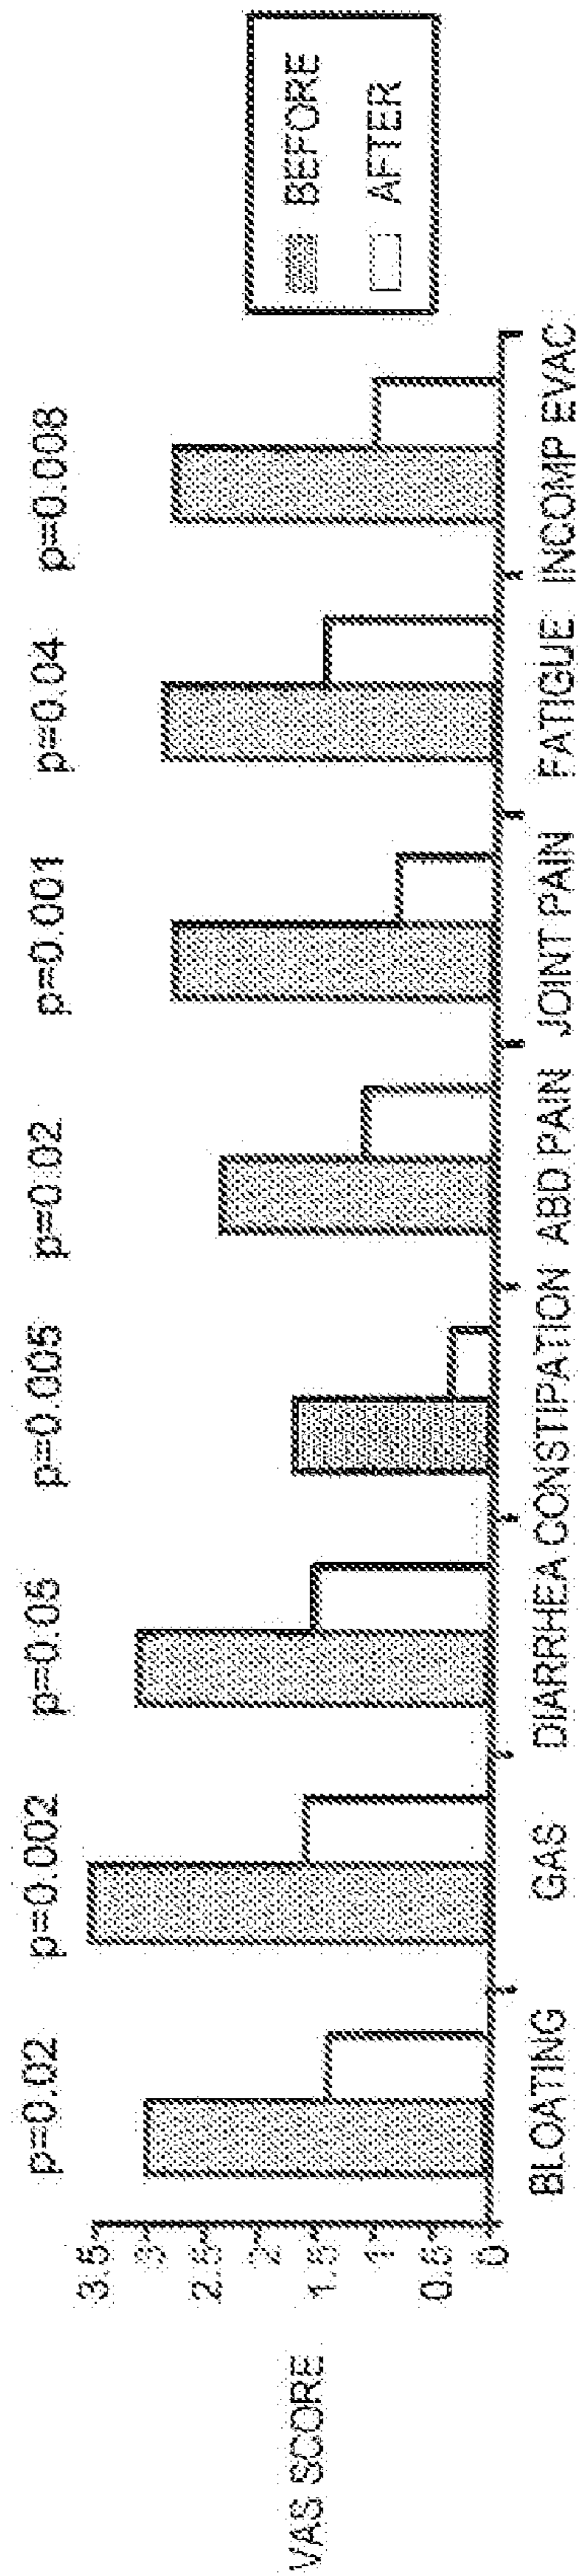 p=0.02 p=0.002 p=0.05 p=0.005 p=0.02 p=0.001 p=0.04 p=0.008
VAS SCORE
3.5
3
2.5
2
1.5
1
0.5
0
BLOATING GAS DIARRHEA CONSTIPATION ABD PAIN JOINT PAIN FATIGUE INCOMP EVAC
BEFORE
AFTER